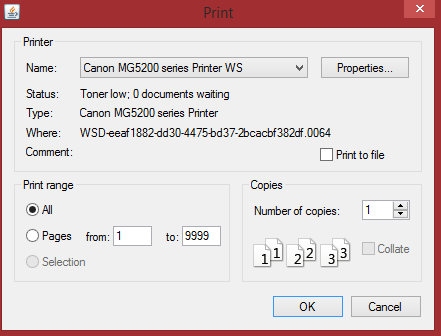 Print
Printer
Name: Canon MG5200 series Printer WS Properties...
Status: Toner low; 0 documents waiting
Type: Canon MG5200 series Printer
Where: WSD-eeaf1882-dd30-4475-bd37-2bcacbf382df.0064
Comment: Print to file
Print range
All
Pages from: 1 to: 9999
Selection
Copies
Number of copies: 1
1 1 2 2 3 3 Collate
OK Cancel